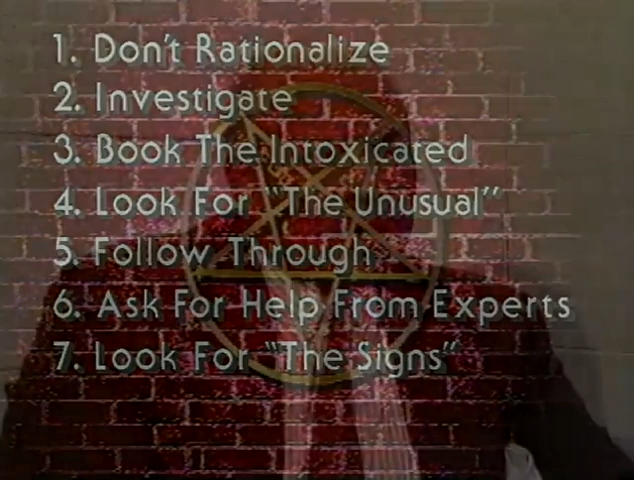 1. Don't Rationalize
2. Investigate
3. Book The Intoxicated
4. Look For "The Unusual"
5. Follow Through
6. Ask For Help From Experts
7. Look For "The Signs"